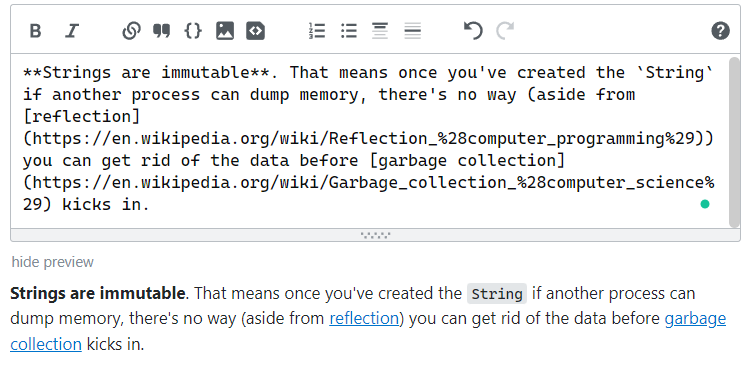 **Strings are immutable**. That means once you've created the `String`
if another process can dump memory, there's no way (aside from
[reflection]
(https://en.wikipedia.org/wiki/Reflection_%28computer_programming%29))
you can get rid of the data before [garbage collection]
(https://en.wikipedia.org/wiki/Garbage_collection_%28computer_science%
29) kicks in.
hide preview
Strings are immutable. That means once you've created the String if another process can
dump memory, there's no way (aside from reflection) you can get rid of the data before garbage
collection kicks in.